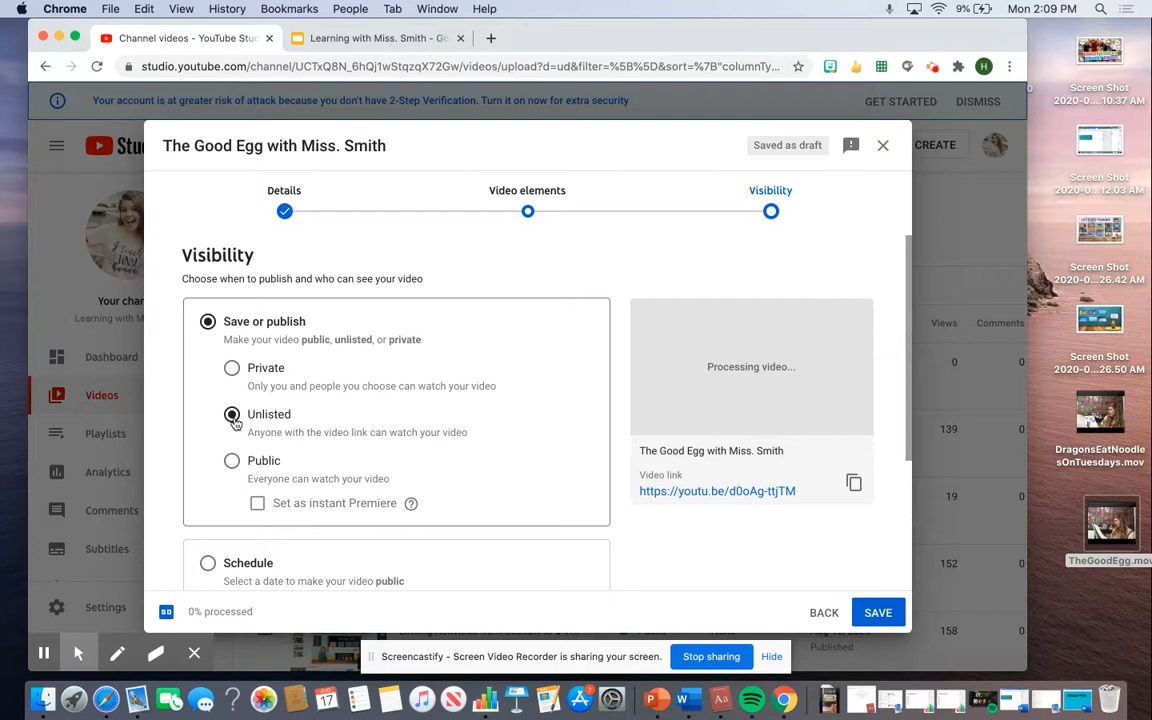 Chrome File Edit View History Bookmarks People Tab Window Help 9% Mon 2:09 PM
Channel videos - YouTube Stu
Learning with Miss. Smith - Go
studio.youtube.com/channel/UCTxQ8N_6hQj1w3tqzqX72Gw/videos/upload?d=ud&filter=%5B%5D&sort=%7B"columnTy...
H
Your account is at greater risk of attack because you don't have 2-Step Verification. Turn it on now for extra security
GET STARTED DISMISS
Stu
CREATE
The Good Egg with Miss. Smith
Saved as draft
Details
Video elements
Visibility
Visibility
Choose when to publish and who can see your video
Save or publish
Make your video public, unlisted, or private
Private
Only you and people you choose can watch your video
Unlisted
Anyone with the video link can watch your video
Public
Everyone can watch your video
Set as instant Premiere
Schedule
Select a date to make your video public
Processing video...
The Good Egg with Miss. Smith
Video link
https://youtu.be/d0oAg-ttjTM
SD
0% processed
BACK
SAVE
Your chan
Learning with M
Dashboard
Videos
Playlists
Analytics
Comments
Subtitles
Settings
Views Comments
0 0
139 0
19 0
152 0
158 0
Published
Screencastify - Screen Video Recorder is sharing your screen.
Stop sharing
Hide
Screen Shot
2020-0....10.37 AM
Screen Shot
2020-0...12.03 AM
Screen Shot
2020-0...26.42 AM
Screen Shot
2020-0...26.50 AM
DragonsEatNoodle
sOnTuesdays.mov
TheGoodEgg.mov
17
2